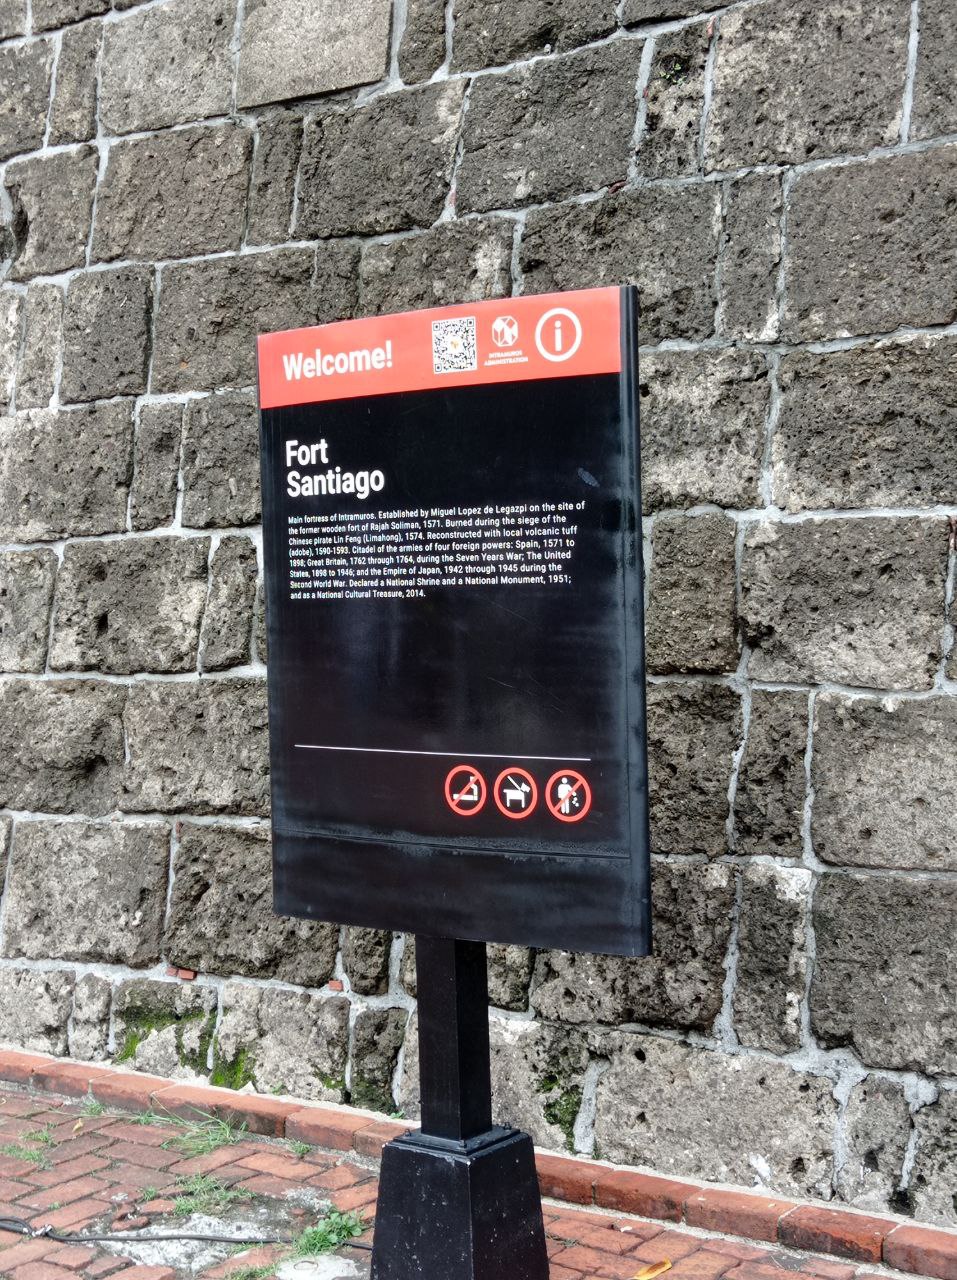 Welcome!
INTRAMUROS
ADMINISTRATION
i
Fort
Santiago
Main fortress of Intramuros. Established by Miguel Lopez de Legazpi on the site of
the former wooden fort of Rajah Soliman, 1571. Burned during the siege of the
Chinese pirate Lin Feng (Limahong), 1574. Reconstructed with local volcanic tuff
(adobe), 1590-1593. Citadel of the armies of four foreign powers: Spain, 1571 to
1898; Great Britain, 1762 through 1764, during the Seven Years War; The United
States, 1898 to 1946; and the Empire of Japan, 1942 through 1945 during the
Second World War. Declared a National Shrine and a National Monument, 1951;
and as a National Cultural Treasure, 2014.